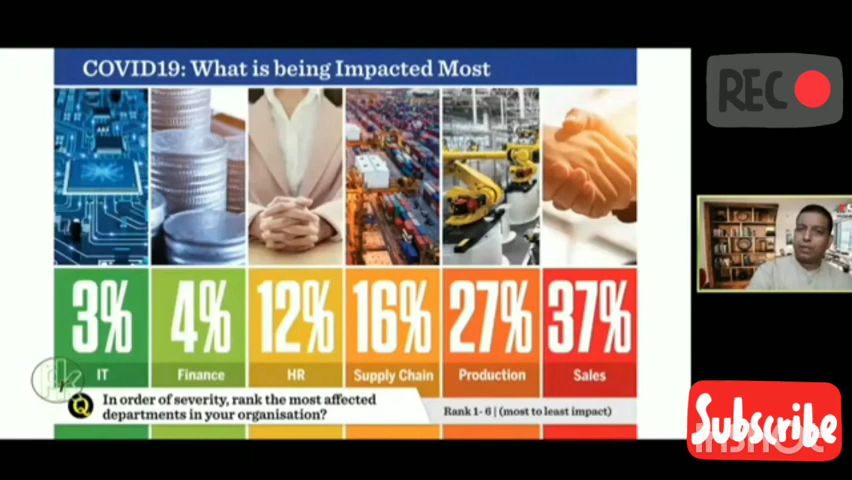 COVID19: What is being Impacted Most
REC
3%
4%
12%
16%
27%
37%
IT
Finance
HR
Supply Chain
Production
Sales
Q
In order of severity, rank the most affected
departments in your organisation?
Rank 1- 6 | (most to least impact)
Subscribe
INSHOT